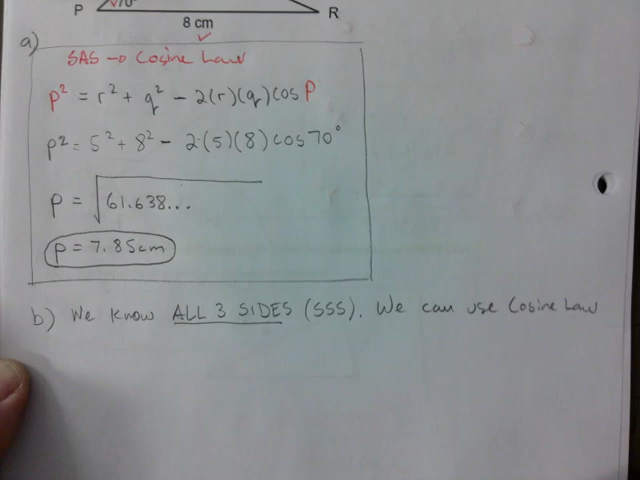 P 70° R
8 cm
a)
SAS → Cosine Law
p² = r² + q² - 2(r)(q)cos P
p² = 5² + 8² - 2·(5)(8)cos70°
p = √61.638...
p = 7.85cm
b) We know ALL 3 SIDES (SSS). We can use Cosine Law